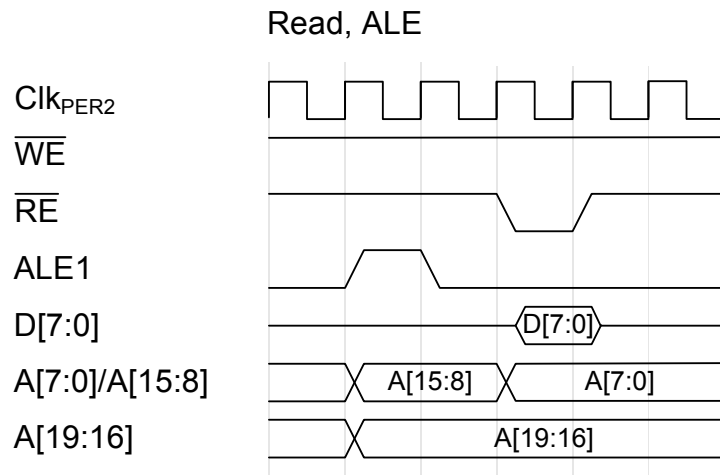 Read, ALE
ClkPER2
WE
RE
ALE1
D[7:0] D[7:0]
A[7:0]/A[15:8] A[15:8] A[7:0]
A[19:16] A[19:16]